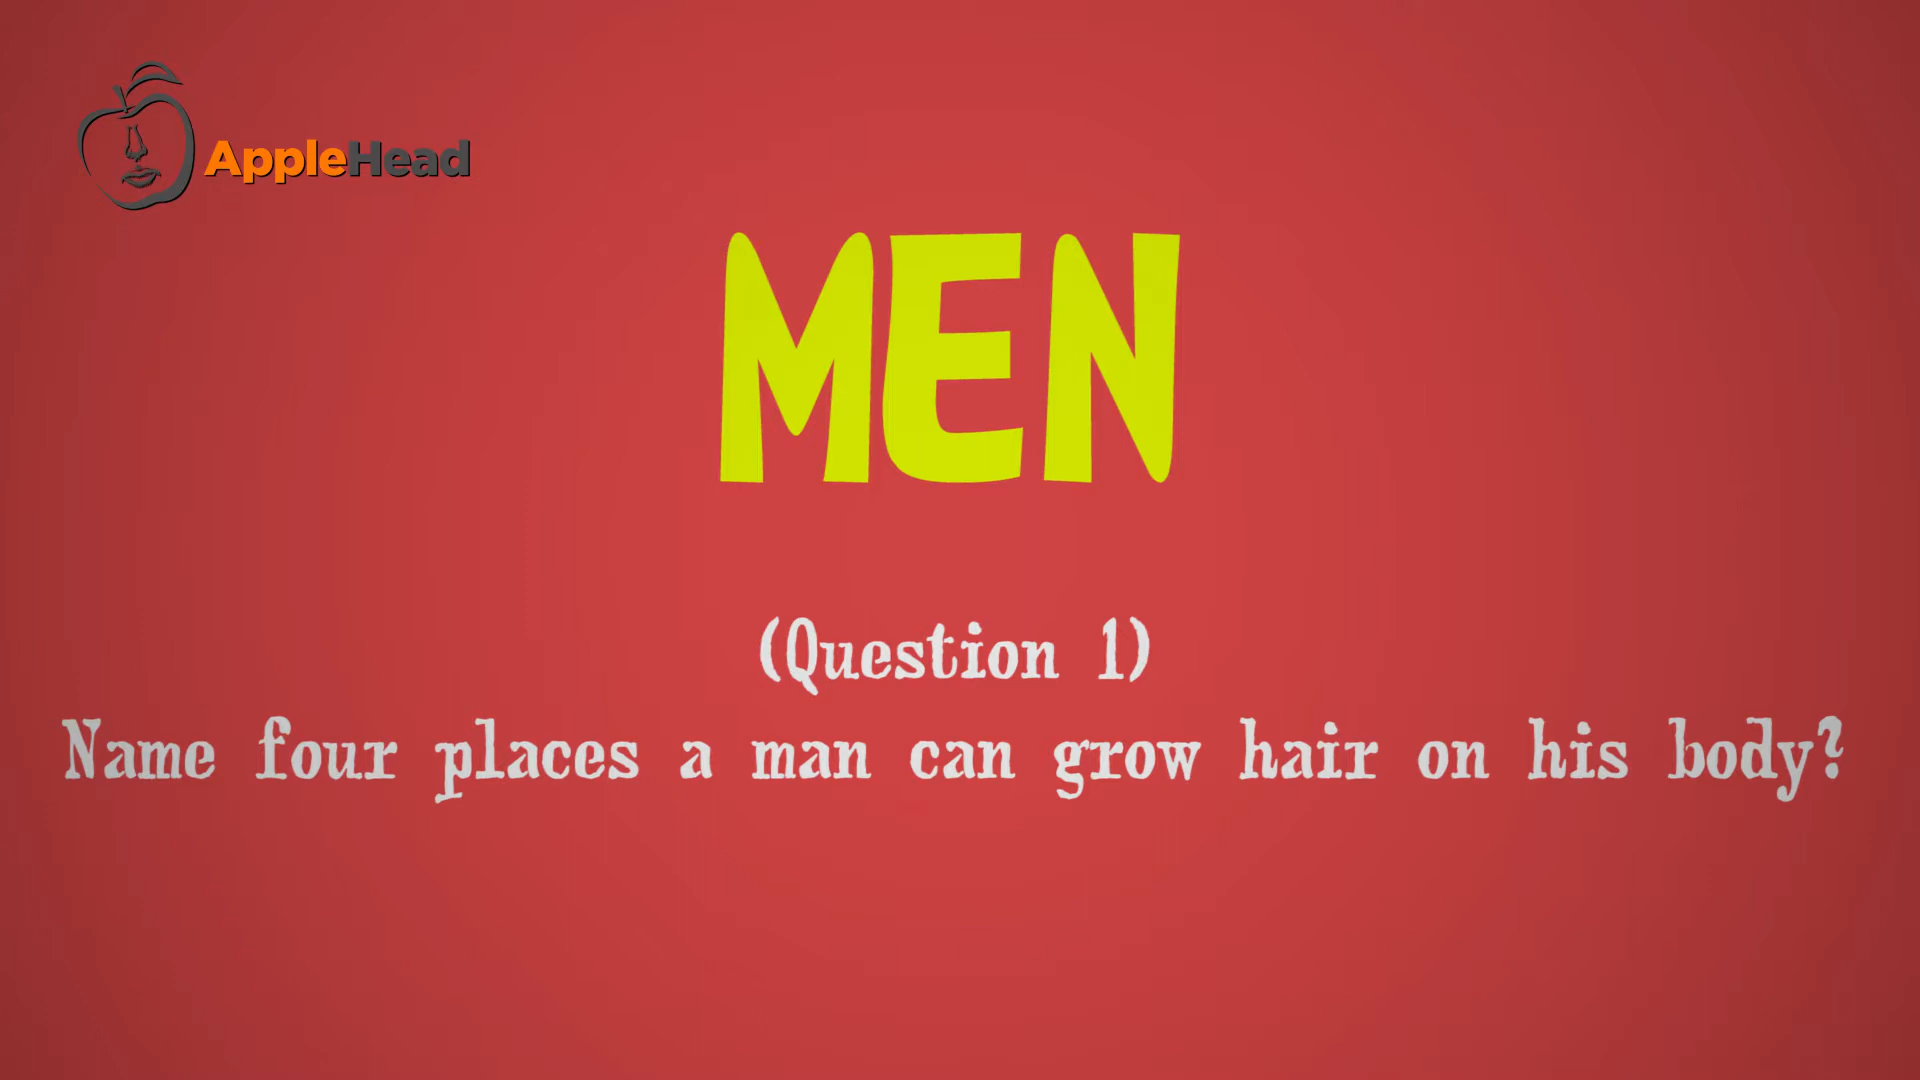 AppleHead
MEN
(Question 1)
Name four places a man can grow hair on his body?